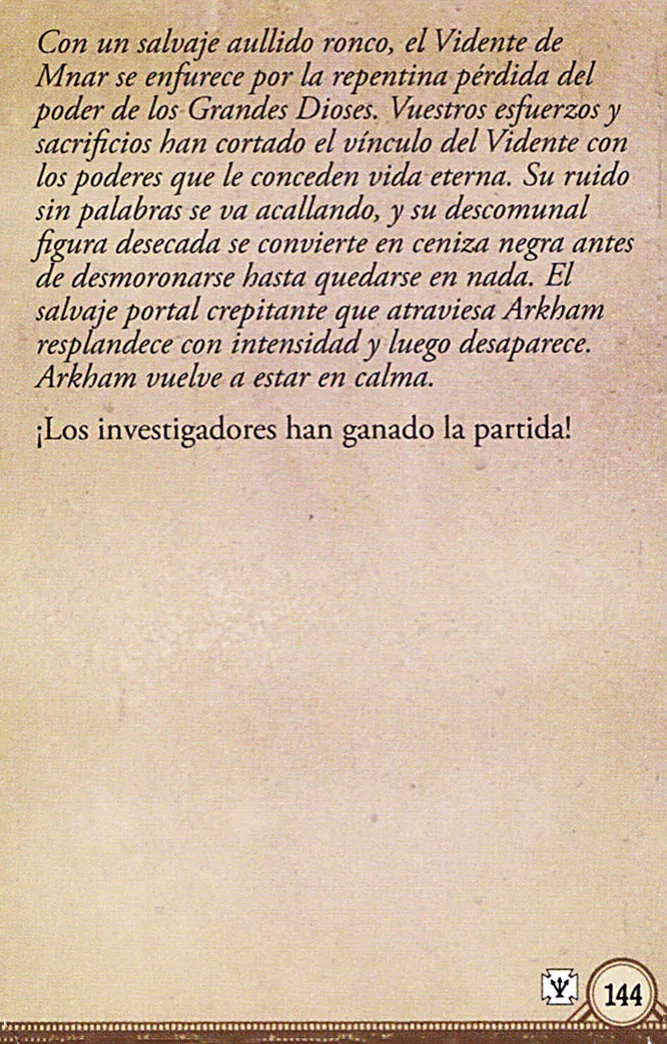 Con un salvaje aullido ronco, el Vidente de
Mnar se enfurece por la repentina pérdida del
poder de los Grandes Dioses. Vuestros esfuerzos y
sacrificios han cortado el vínculo del Vidente con
los poderes que le conceden vida eterna. Su ruido
sin palabras se va acallando, y su descomunal
figura desecada se convierte en ceniza negra antes
de desmoronarse hasta quedarse en nada. El
salvaje portal crepitante que atraviesa Arkham
resplandece con intensidad y luego desaparece.
Arkham vuelve a estar en calma.
¡Los investigadores han ganado la partida!
144